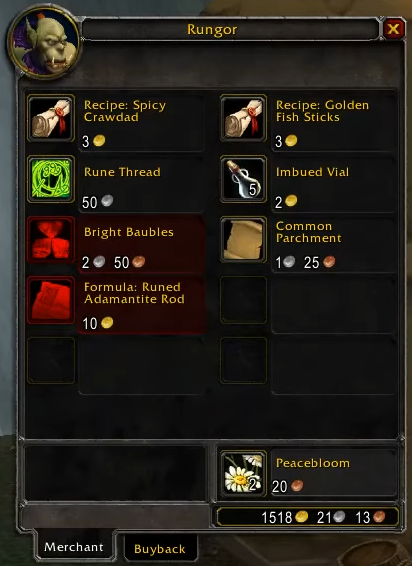 Rungor
Recipe: Spicy
Crawdad
3
Recipe: Golden
Fish Sticks
3
Rune Thread
50
5
Imbued Vial
2
Bright Baubles
2 50
Common
Parchment
1 25
Formula: Runed
Adamantite Rod
10
2
Peacebloom
20
1518 21 13
Merchant
Buyback